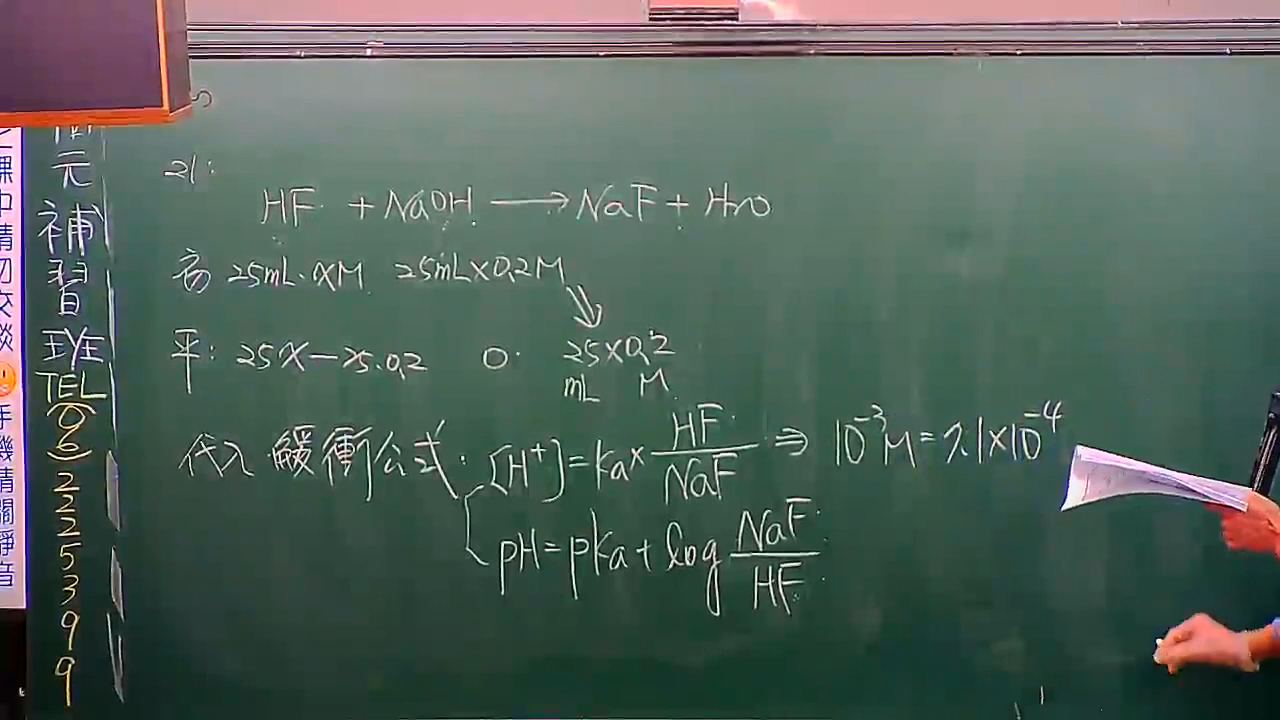 元
補
習
班
TEL
(06)
2
2
2
5
3
9
9
課中請勿交談
手機請關靜音
21:
HF + NaOH ⟶ NaF + H2O
25mL·xM 25mL×0.2M
平: 25x−25·0.2 0 25×0.2
mL M
代入 緩衝公式: [H⁺]=Ka×HF/NaF ⇒ 10⁻³M=7.1×10⁻⁴
pH=pKa+log NaF/HF